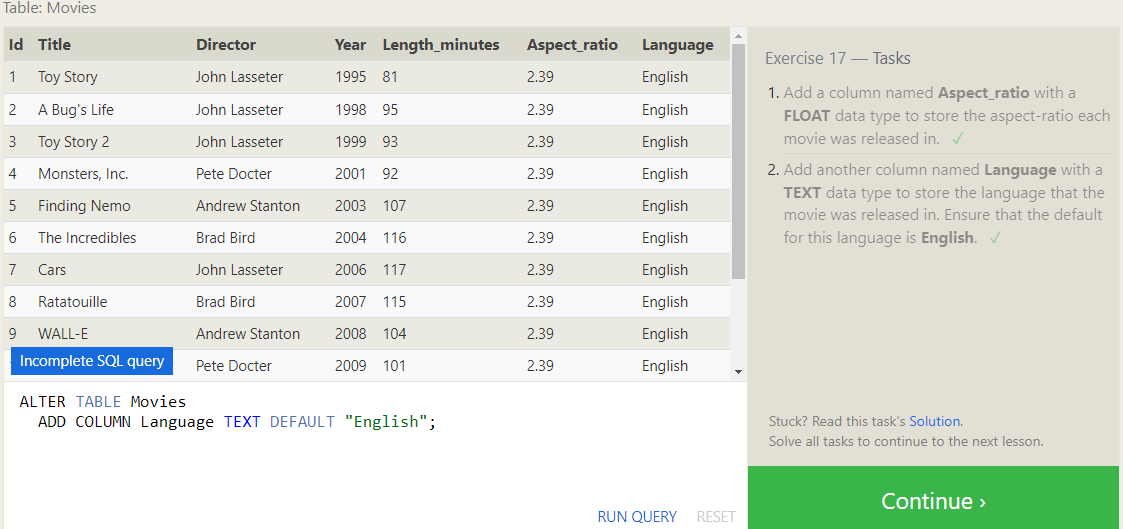 Table: Movies
Id Title Director Year Length_minutes Aspect_ratio Language
1 Toy Story John Lasseter 1995 81 2.39 English
2 A Bug's Life John Lasseter 1998 95 2.39 English
3 Toy Story 2 John Lasseter 1999 93 2.39 English
4 Monsters, Inc. Pete Docter 2001 92 2.39 English
5 Finding Nemo Andrew Stanton 2003 107 2.39 English
6 The Incredibles Brad Bird 2004 116 2.39 English
7 Cars John Lasseter 2006 117 2.39 English
8 Ratatouille Brad Bird 2007 115 2.39 English
9 WALL-E Andrew Stanton 2008 104 2.39 English
Pete Docter 2009 101 2.39 English
Incomplete SQL query
ALTER TABLE Movies
ADD COLUMN Language TEXT DEFAULT "English";
RUN QUERY RESET
Exercise 17 — Tasks
1. Add a column named Aspect_ratio with a
FLOAT data type to store the aspect-ratio each
movie was released in. ✓
2. Add another column named Language with a
TEXT data type to store the language that the
movie was released in. Ensure that the default
for this language is English. ✓
Stuck? Read this task's Solution.
Solve all tasks to continue to the next lesson.
Continue ›